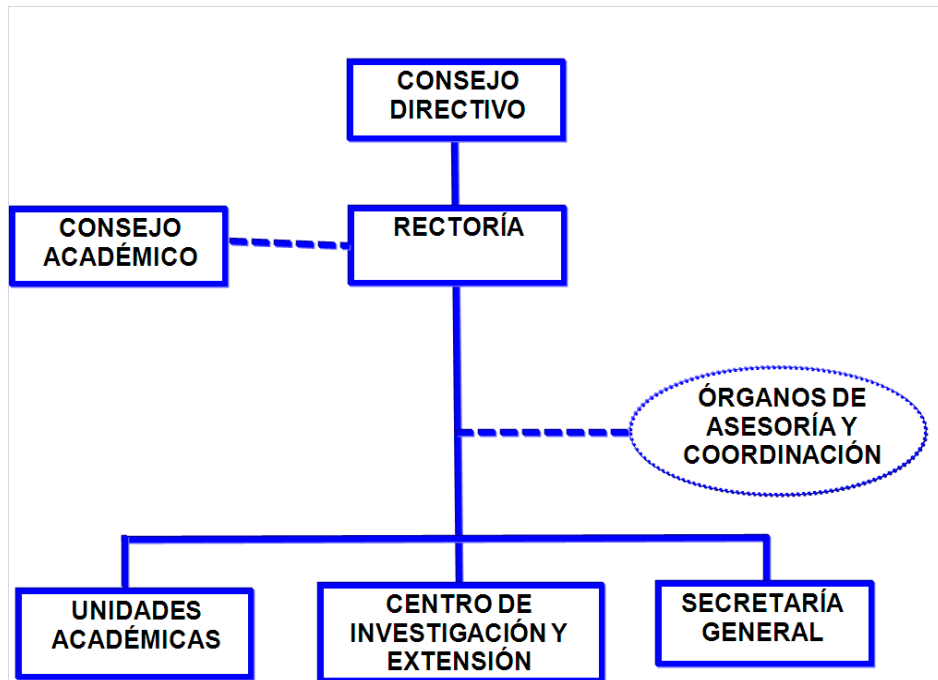 CONSEJO
DIRECTIVO
CONSEJO
ACADÉMICO
RECTORÍA
ÓRGANOS DE
ASESORÍA Y
COORDINACIÓN
UNIDADES
ACADÉMICAS
CENTRO DE
INVESTIGACIÓN Y
EXTENSIÓN
SECRETARÍA
GENERAL